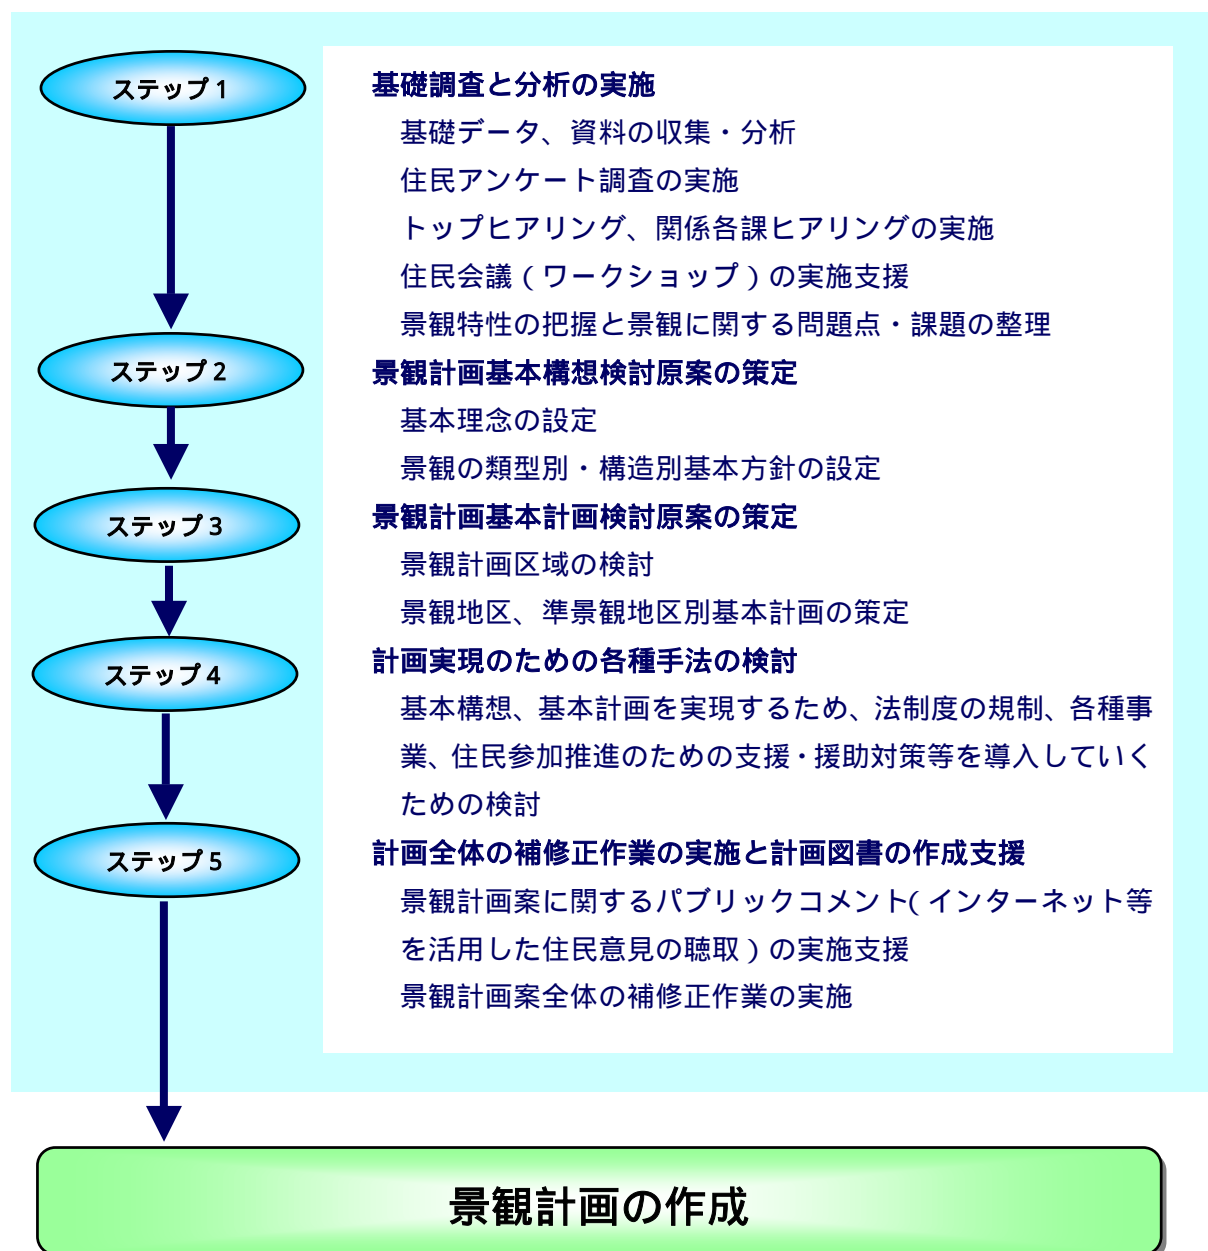 ステップ1
基礎調査と分析の実施
基礎データ、資料の収集・分析
住民アンケート調査の実施
トップヒアリング、関係各課ヒアリングの実施
住民会議(ワークショップ)の実施支援
景観特性の把握と景観に関する問題点・課題の整理
ステップ2
景観計画基本構想検討原案の策定
基本理念の設定
景観の類型別・構造別基本方針の設定
ステップ3
景観計画基本計画検討原案の策定
景観計画区域の検討
景観地区、準景観地区別基本計画の策定
ステップ4
計画実現のための各種手法の検討
基本構想、基本計画を実現するため、法制度の規制、各種事
業、住民参加推進のための支援・援助対策等を導入していく
ための検討
ステップ5
計画全体の補修正作業の実施と計画図書の作成支援
景観計画案に関するパブリックコメント(インターネット等
を活用した住民意見の聴取)の実施支援
景観計画案全体の補修正作業の実施
景観計画の作成